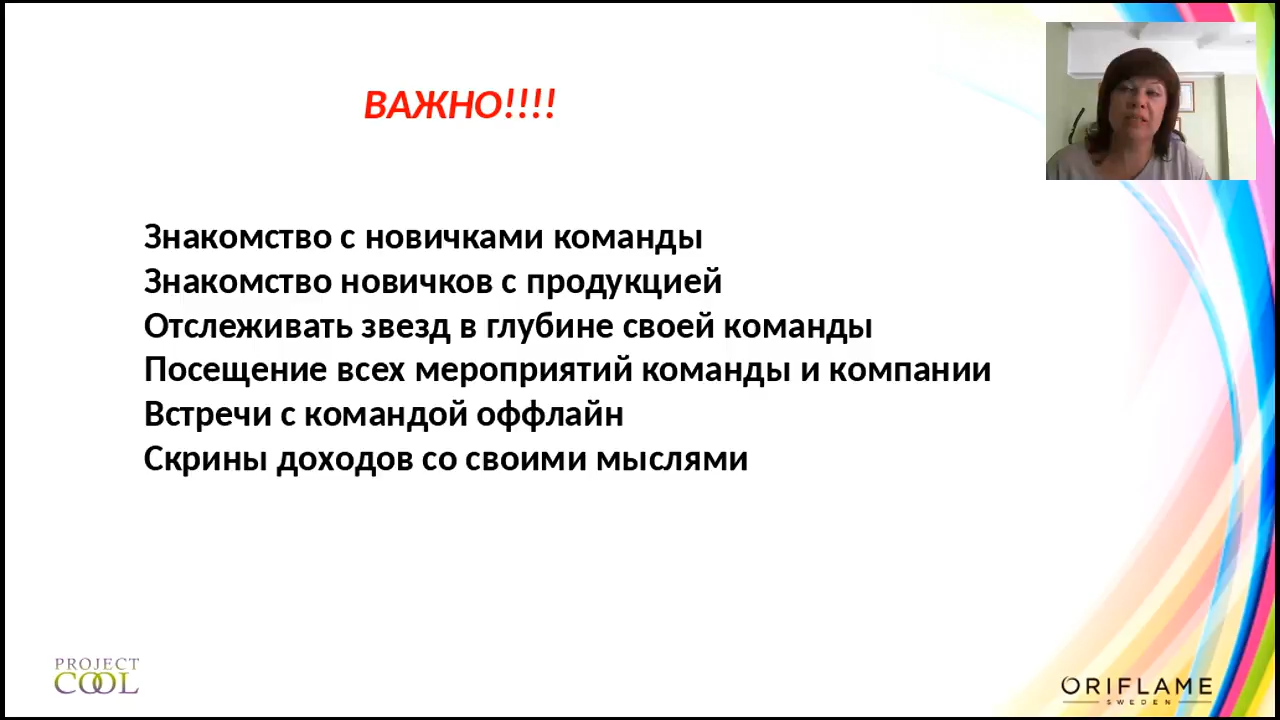 ВАЖНО!!!!
Знакомство с новичками команды
Знакомство новичков с продукцией
Отслеживать звезд в глубине своей команды
Посещение всех мероприятий команды и компании
Встречи с командой оффлайн
Скрины доходов со своими мыслями
PROJECT
COOL
ORIFLAME
SWEDEN